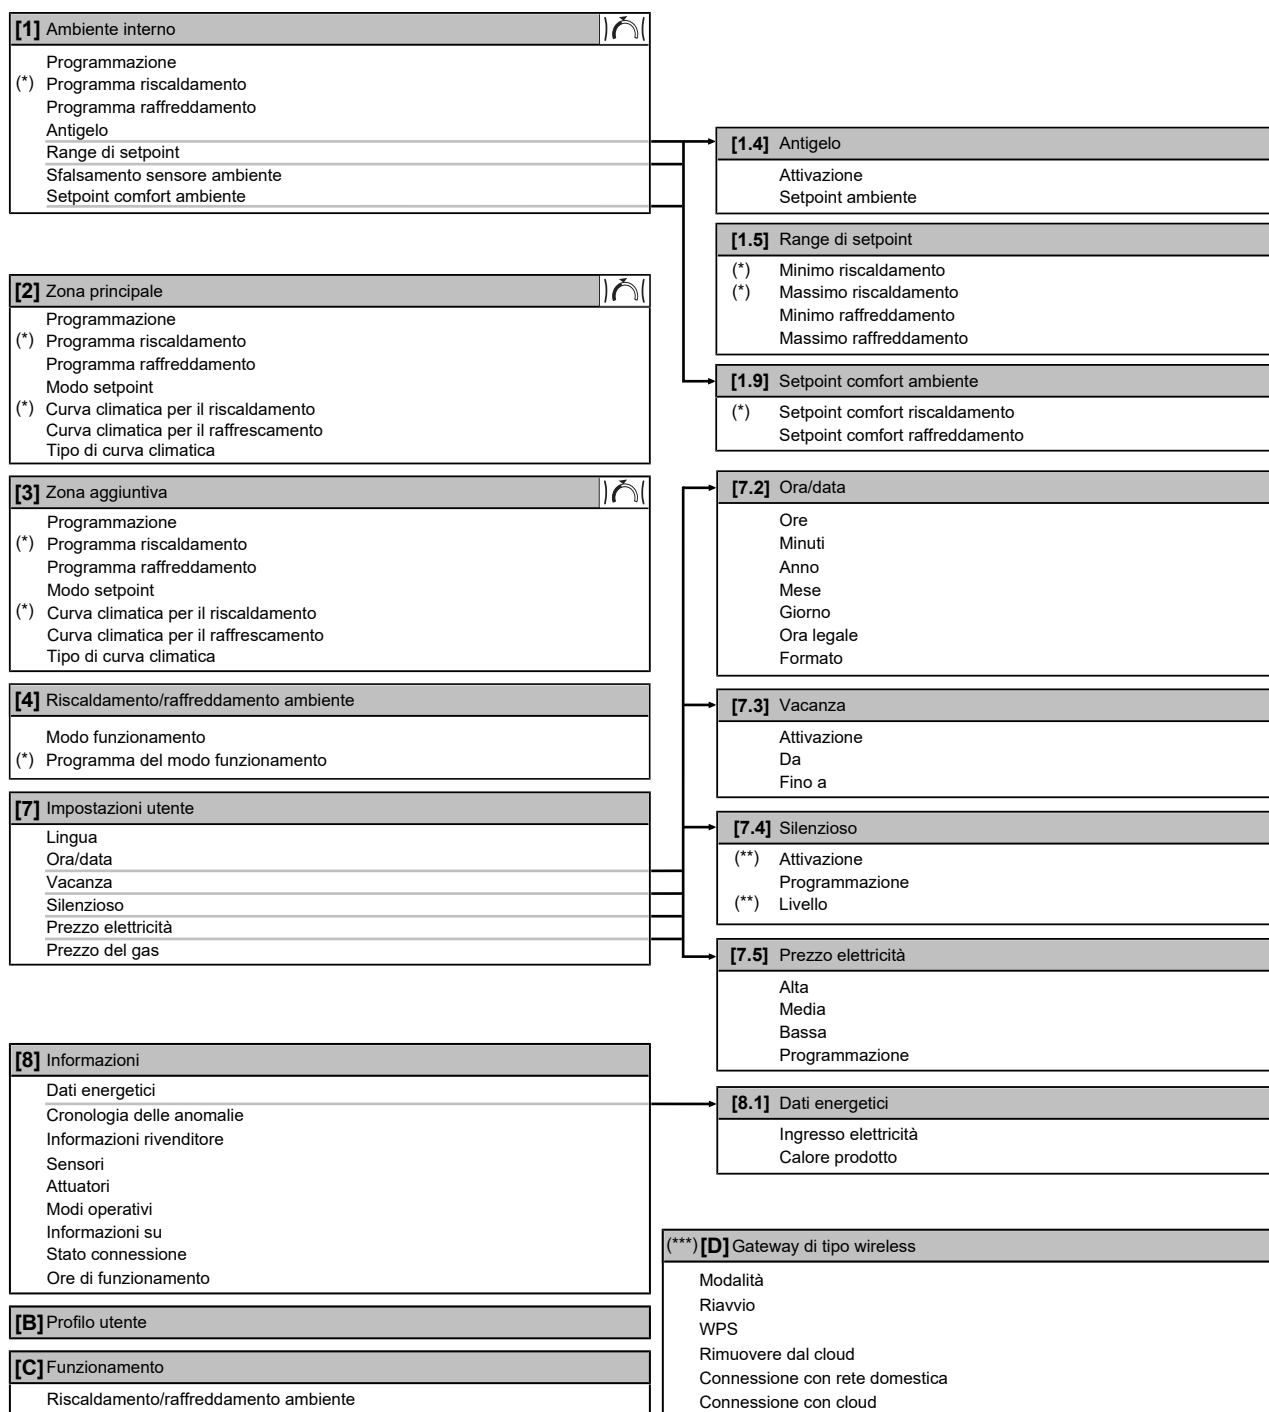 [1] Ambiente interno
Programmazione
(*) Programma riscaldamento
Programma raffreddamento
Antigelo
Range di setpoint
Sfalsamento sensore ambiente
Setpoint comfort ambiente
[2] Zona principale
Programmazione
(*) Programma riscaldamento
Programma raffreddamento
Modo setpoint
(*) Curva climatica per il riscaldamento
Curva climatica per il raffrescamento
Tipo di curva climatica
[3] Zona aggiuntiva
Programmazione
(*) Programma riscaldamento
Programma raffreddamento
Modo setpoint
(*) Curva climatica per il riscaldamento
Curva climatica per il raffrescamento
Tipo di curva climatica
[4] Riscaldamento/raffreddamento ambiente
Modo funzionamento
(*) Programma del modo funzionamento
[7] Impostazioni utente
Lingua
Ora/data
Vacanza
Silenzioso
Prezzo elettricità
Prezzo del gas
[8] Informazioni
Dati energetici
Cronologia delle anomalie
Informazioni rivenditore
Sensori
Attuatori
Modi operativi
Informazioni su
Stato connessione
Ore di funzionamento
[B] Profilo utente
[C] Funzionamento
Riscaldamento/raffreddamento ambiente
[1.4] Antigelo
Attivazione
Setpoint ambiente
[1.5] Range di setpoint
(*) Minimo riscaldamento
(*) Massimo riscaldamento
Minimo raffreddamento
Massimo raffreddamento
[1.9] Setpoint comfort ambiente
(*) Setpoint comfort riscaldamento
Setpoint comfort raffreddamento
[7.2] Ora/data
Ore
Minuti
Anno
Mese
Giorno
Ora legale
Formato
[7.3] Vacanza
Attivazione
Da
Fino a
[7.4] Silenzioso
(**) Attivazione
Programmazione
(**) Livello
[7.5] Prezzo elettricità
Alta
Media
Bassa
Programmazione
[8.1] Dati energetici
Ingresso elettricità
Calore prodotto
(***) [D] Gateway di tipo wireless
Modalità
Riavvio
WPS
Rimuovere dal cloud
Connessione con rete domestica
Connessione con cloud